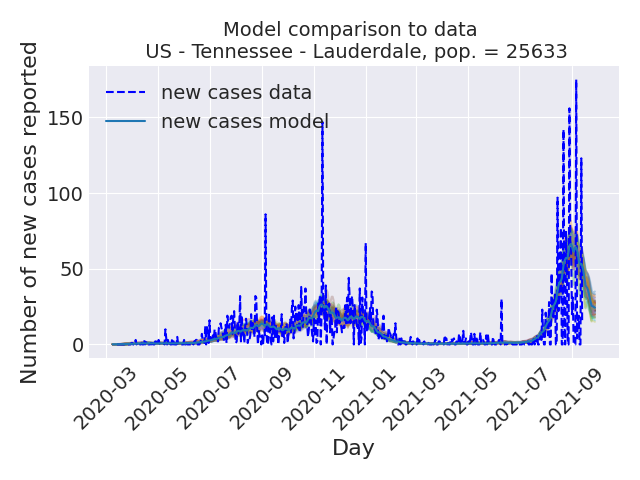 Model comparison to data
US - Tennessee - Lauderdale, pop. = 25633
Number of new cases reported
new cases data
new cases model
150
100
50
0
2020-03
2020-05
2020-07
2020-09
2020-11
2021-01
2021-03
2021-05
2021-07
2021-09
Day